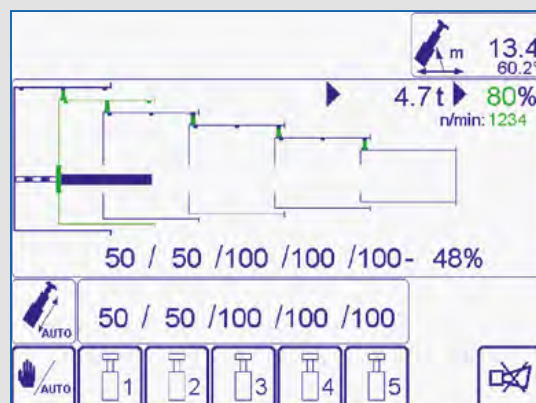 m 13.4
60.2°
4.7 t 80%
n/min: 1234
50 / 50 /100 /100 /100- 48%
AUTO 50 / 50 /100 /100 /100
/AUTO 1 2 3 4 5